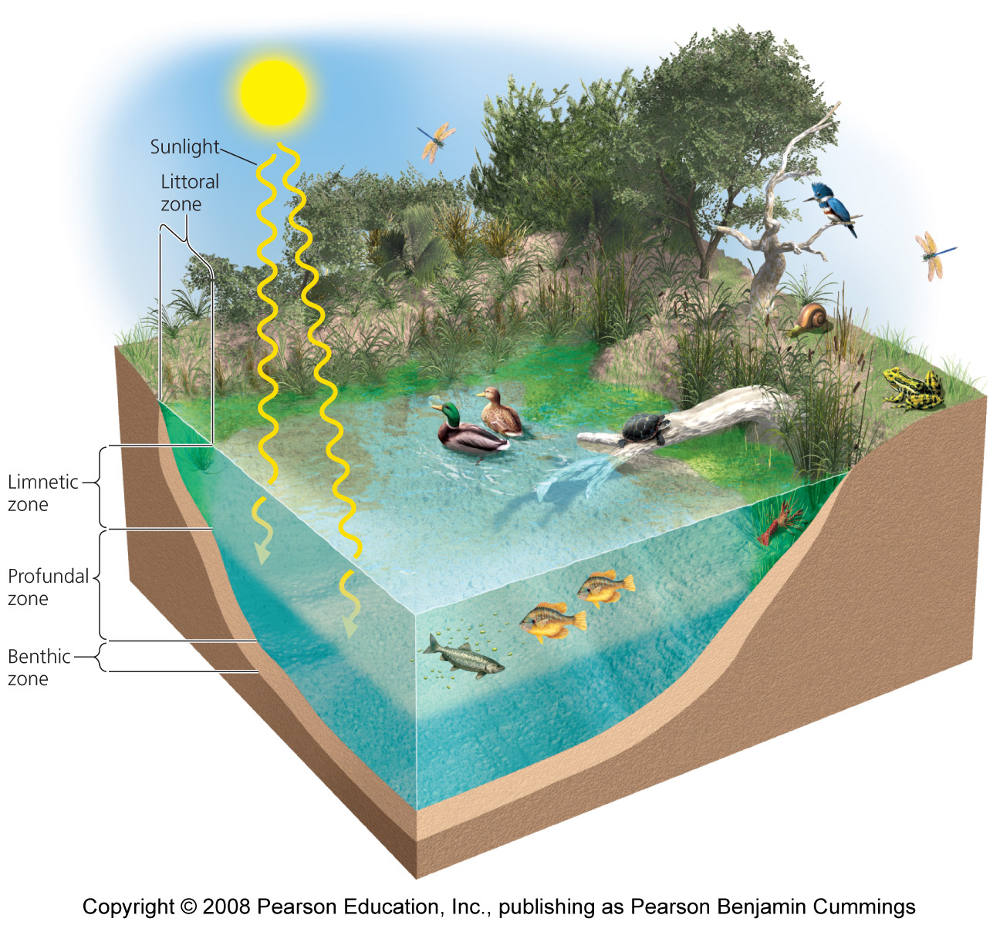 Sunlight
Littoral
zone
Limnetic
zone
Profundal
zone
Benthic
zone
Copyright © 2008 Pearson Education, Inc., publishing as Pearson Benjamin Cummings